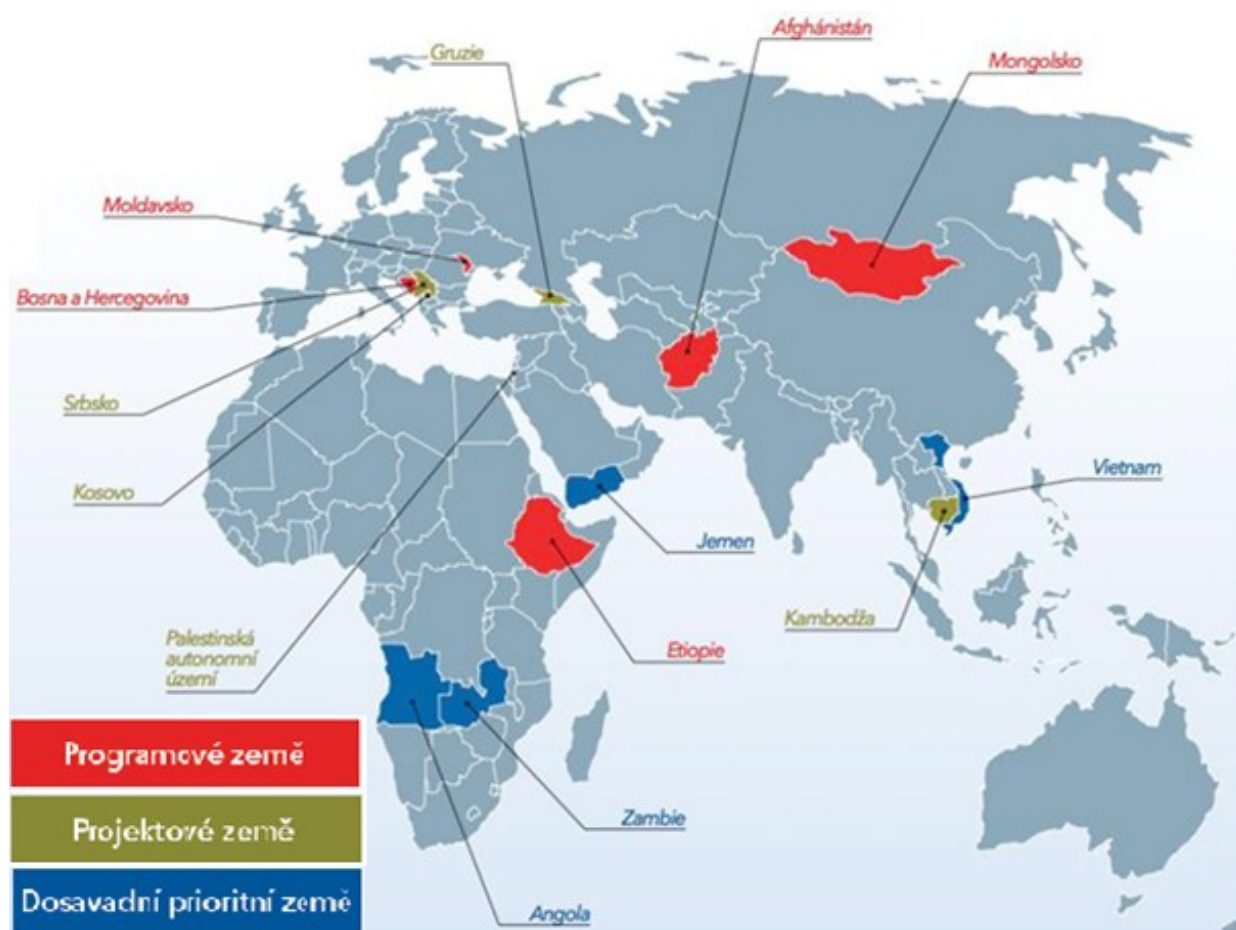 Afghánistán
Gruzie
Mongolsko
Moldavsko
Bosna a Hercegovina
Srbsko
Kosovo
Vietnam
Jemen
Kambodža
Palestinská
autonomní
území
Etiopie
Zambie
Angola
Programové země
Projektové země
Dosavadní prioritní země